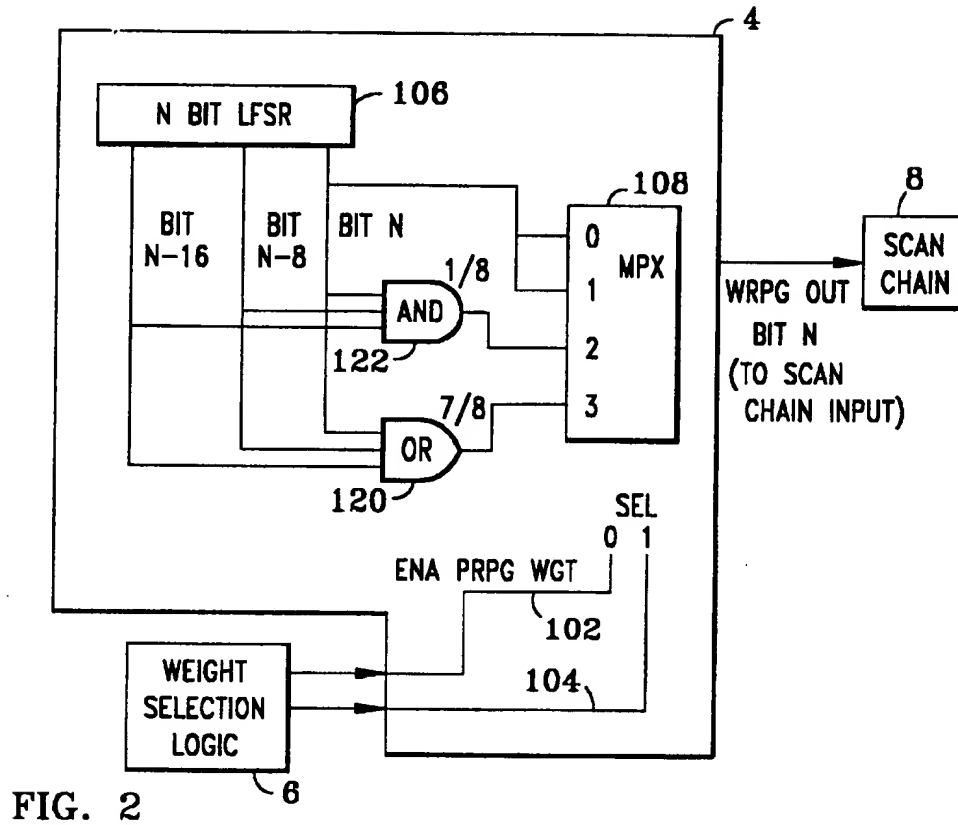 4
106
N BIT LFSR
108
8
BIT
N-16
BIT
N-8
BIT N
0
MPX
1
2
3
SCAN
CHAIN
1/8
AND
122
WRPG OUT
BIT N
(TO SCAN
CHAIN INPUT)
7/8
OR
120
SEL
0 1
ENA PRPG WGT
102
WEIGHT
SELECTION
LOGIC
104
6
FIG. 2